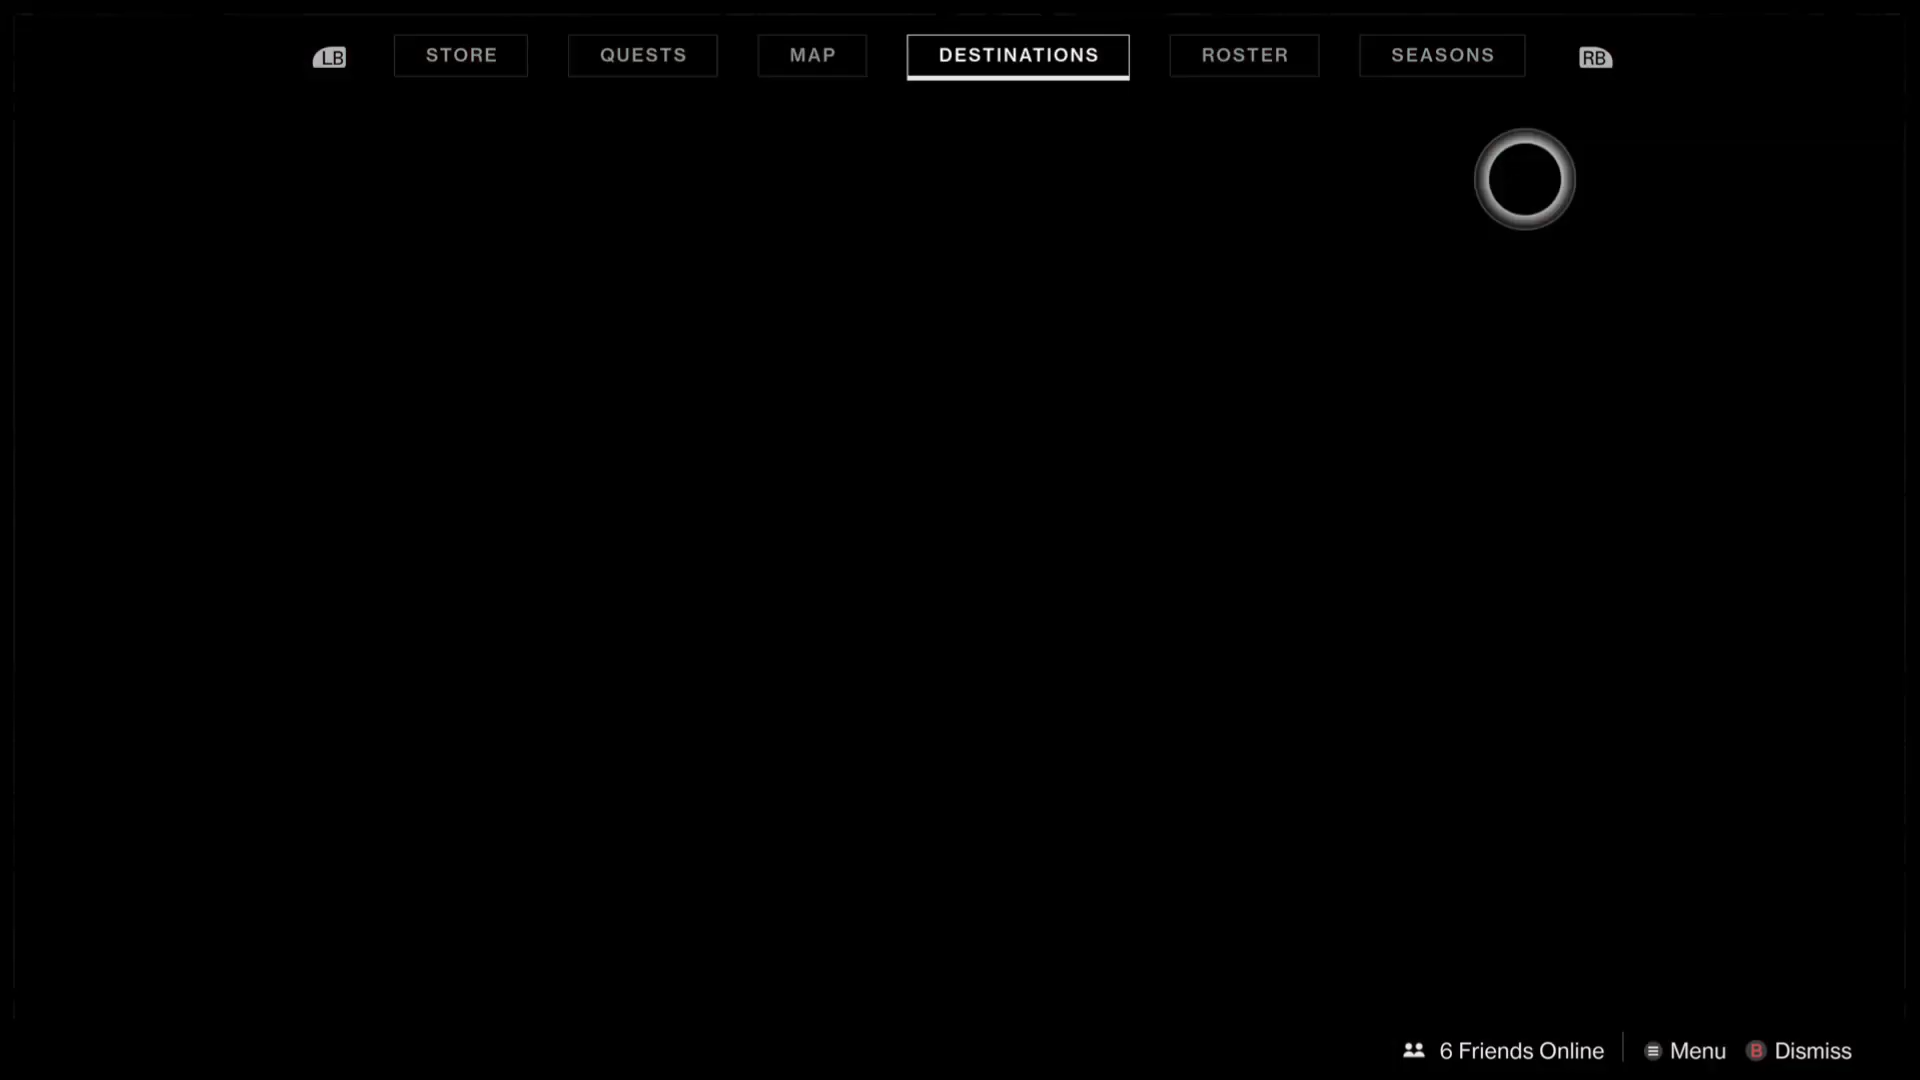 LB STORE QUESTS MAP DESTINATIONS ROSTER SEASONS RB
6 Friends Online Menu B Dismiss